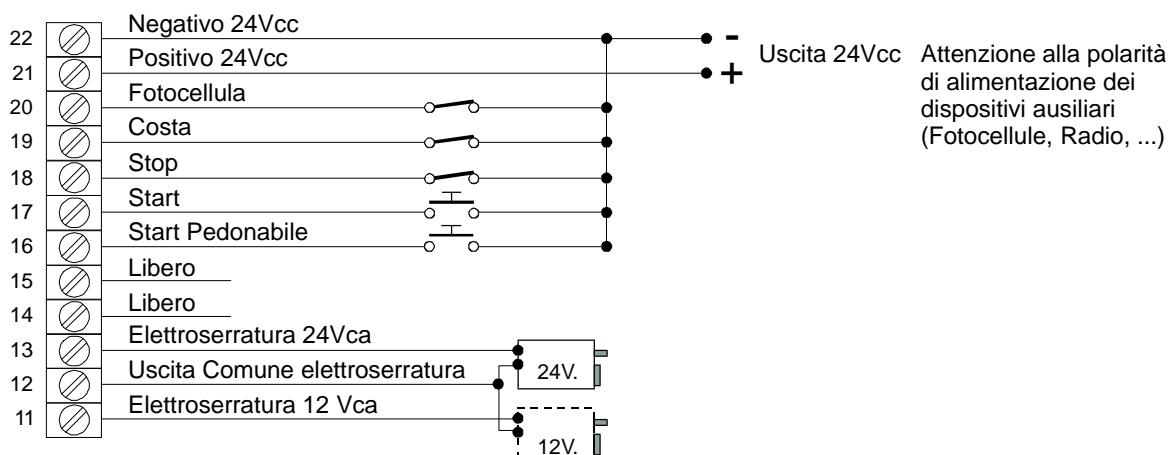 22 Negativo 24Vcc -
21 Positivo 24Vcc +
Uscita 24Vcc
Attenzione alla polarità
di alimentazione dei
dispositivi ausiliari
(Fotocellule, Radio, ...)
20 Fotocellula
19 Costa
18 Stop
17 Start
16 Start Pedonabile
15 Libero
14 Libero
13 Elettroserratura 24Vca
12 Uscita Comune elettroserratura
24V.
11 Elettroserratura 12 Vca
12V.